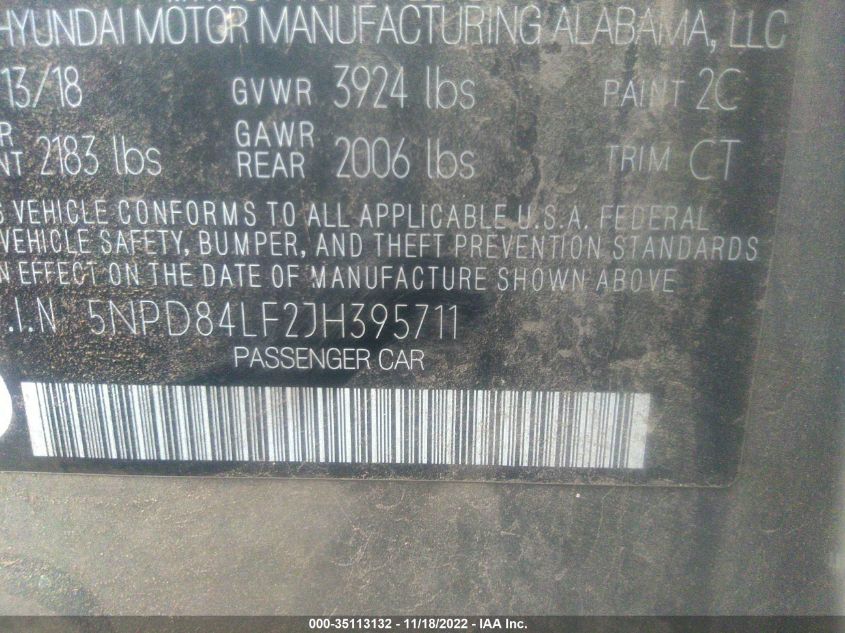 HYUNDAI MOTOR MANUFACTURING ALABAMA, LLC
13/18 GVWR 3924 lbs PAINT 2C
R GAWR
NT 2183 lbs REAR 2006 lbs TRIM CT
S VEHICLE CONFORMS TO ALL APPLICABLE U.S.A. FEDERAL
VEHICLE SAFETY, BUMPER, AND THEFT PREVENTION STANDARDS
N EFFECT ON THE DATE OF MANUFACTURE SHOWN ABOVE
.I.N 5NPD84LF2JH395711
PASSENGER CAR
000-35113132 - 11/18/2022 - IAA Inc.